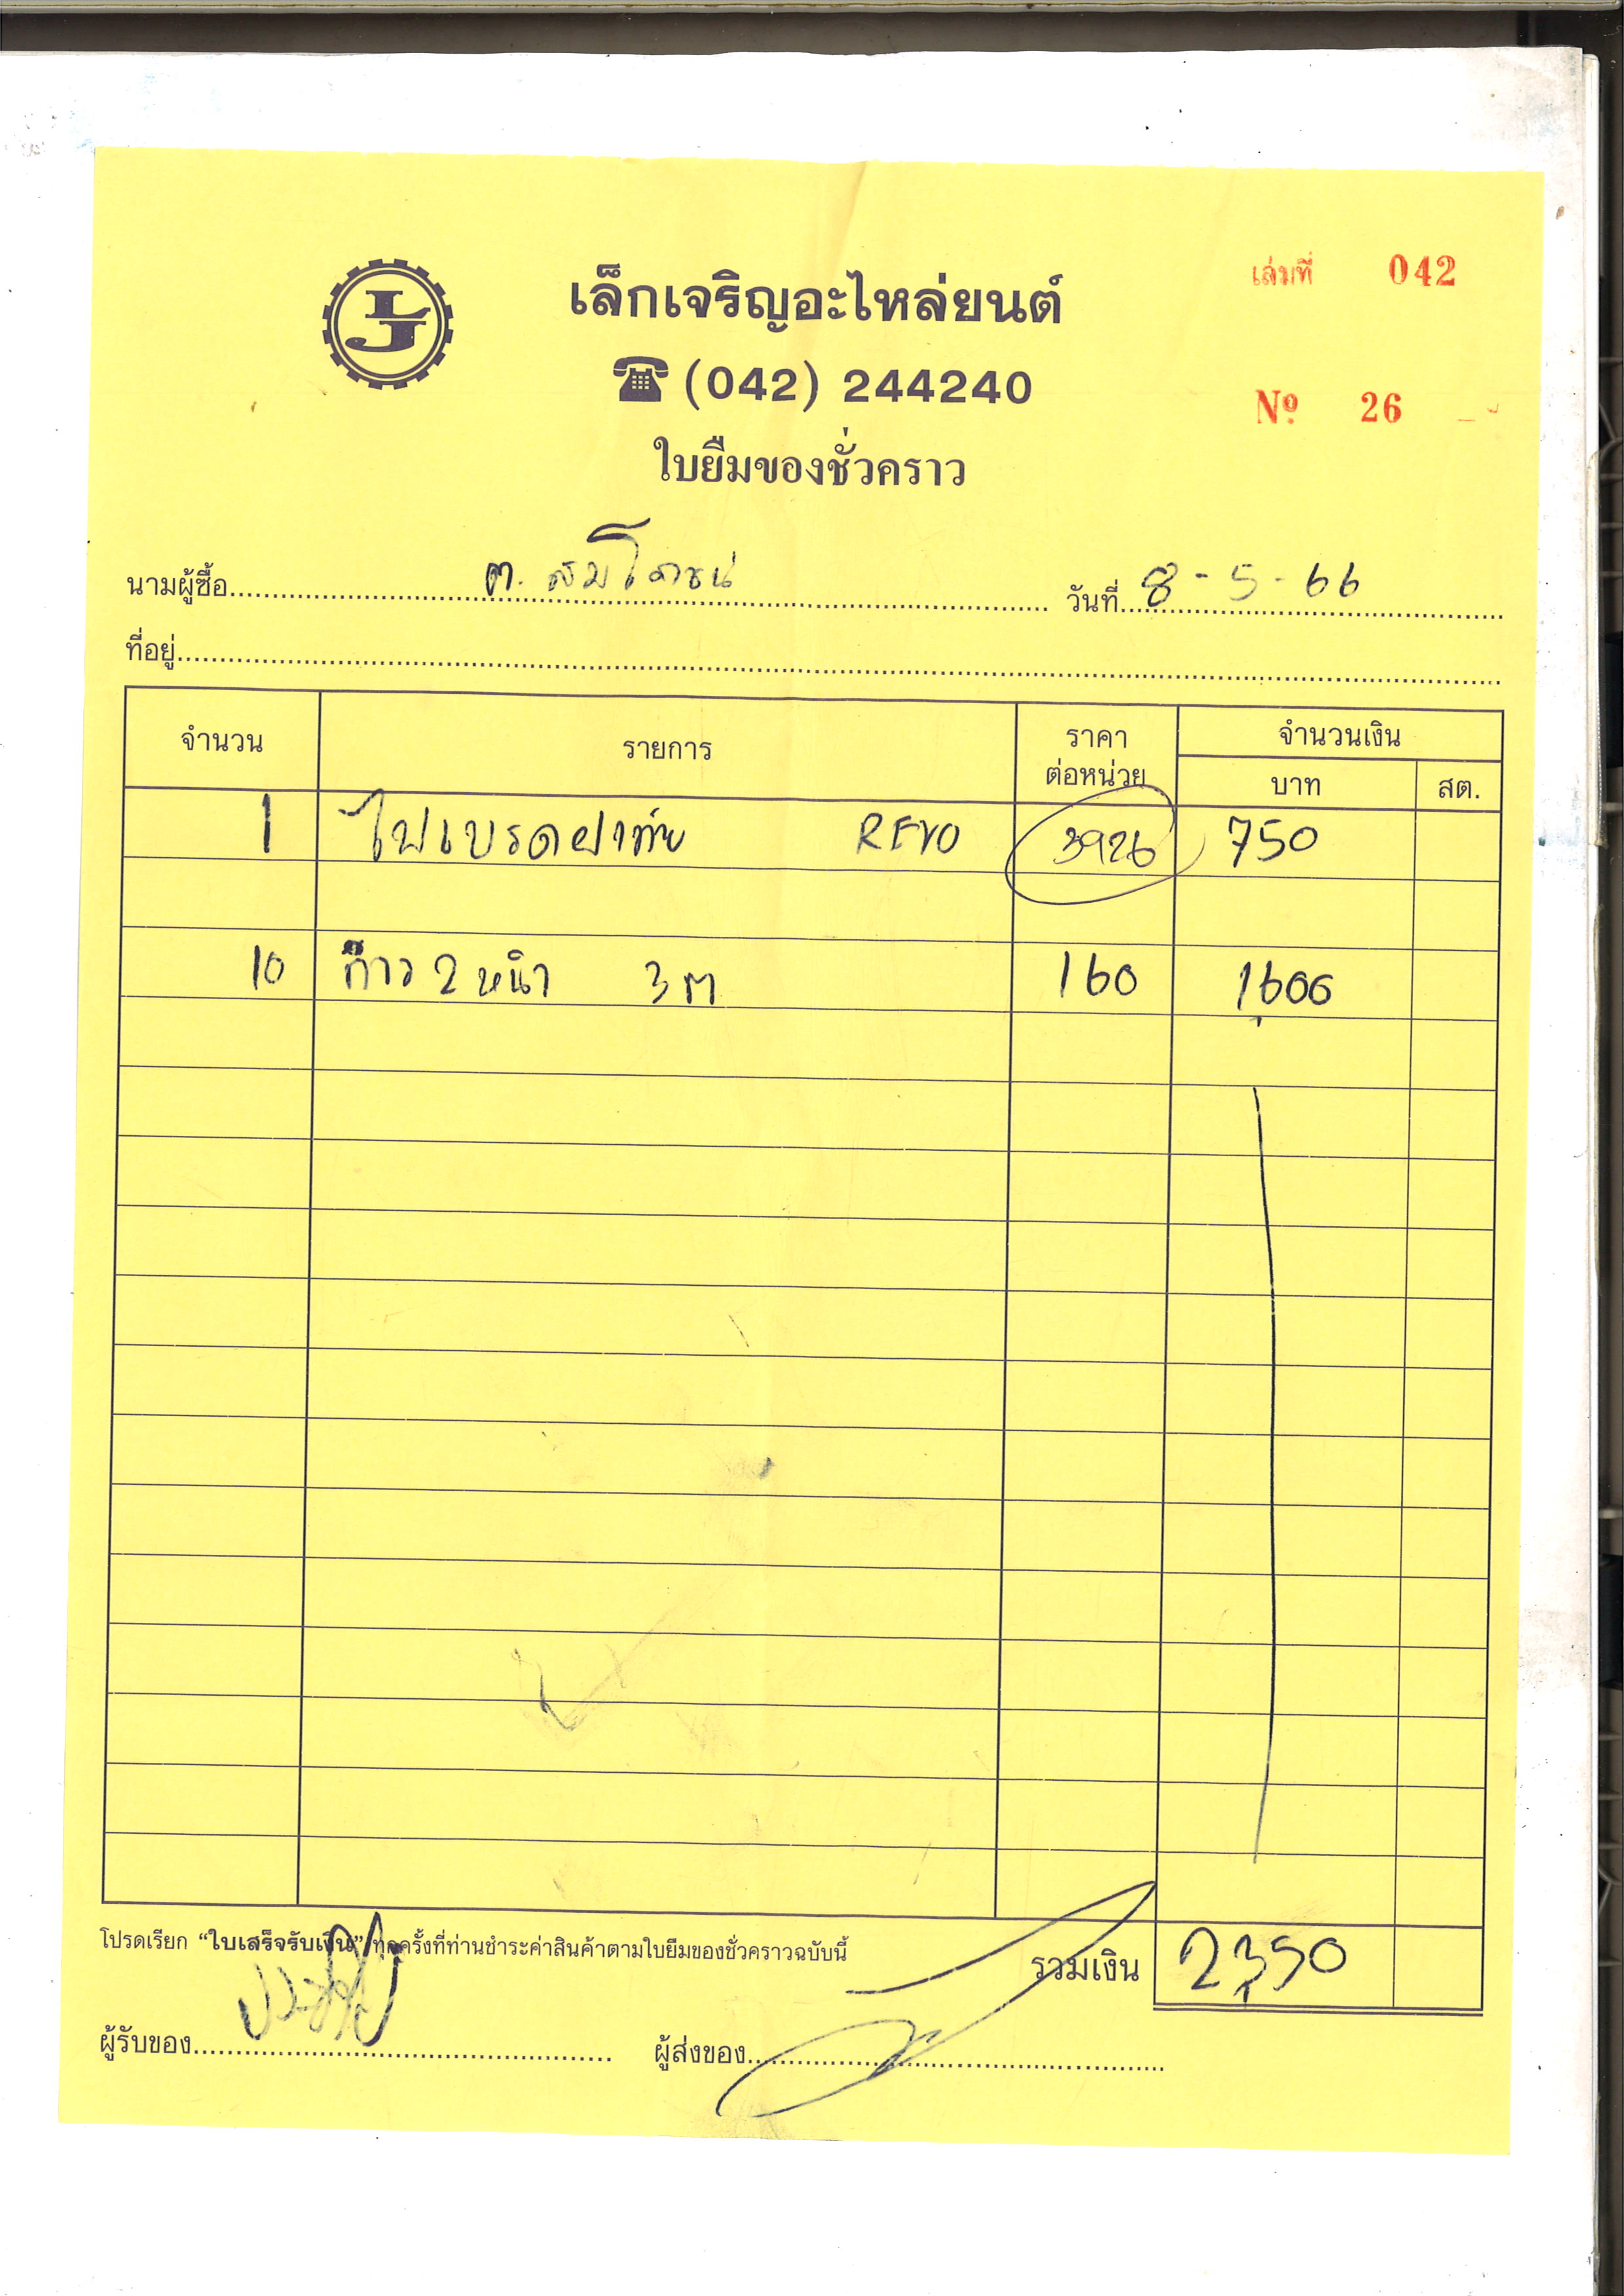 เล่มที่ 042
LJ
เล็กเจริญอะไหล่ยนต์
(042) 244240
Nº 26
ใบยืมของชั่วคราว
นามผู้ซื้อ ต. สมโภชน์ วันที่ 8-5-66
ที่อยู่
จำนวน รายการ ราคาต่อหน่วย จำนวนเงิน
บาท สต.
1 ไฟเบรคฝาท้าย REVO 3926 750
10 กาว 2 หน้า 3 M 160 1600
โปรดเรียก “ใบเสร็จรับเงิน” ทุกครั้งที่ท่านชำระค่าสินค้าตามใบยืมของชั่วคราวฉบับนี้
รวมเงิน 2,350
ผู้รับของ ผู้ส่งของ